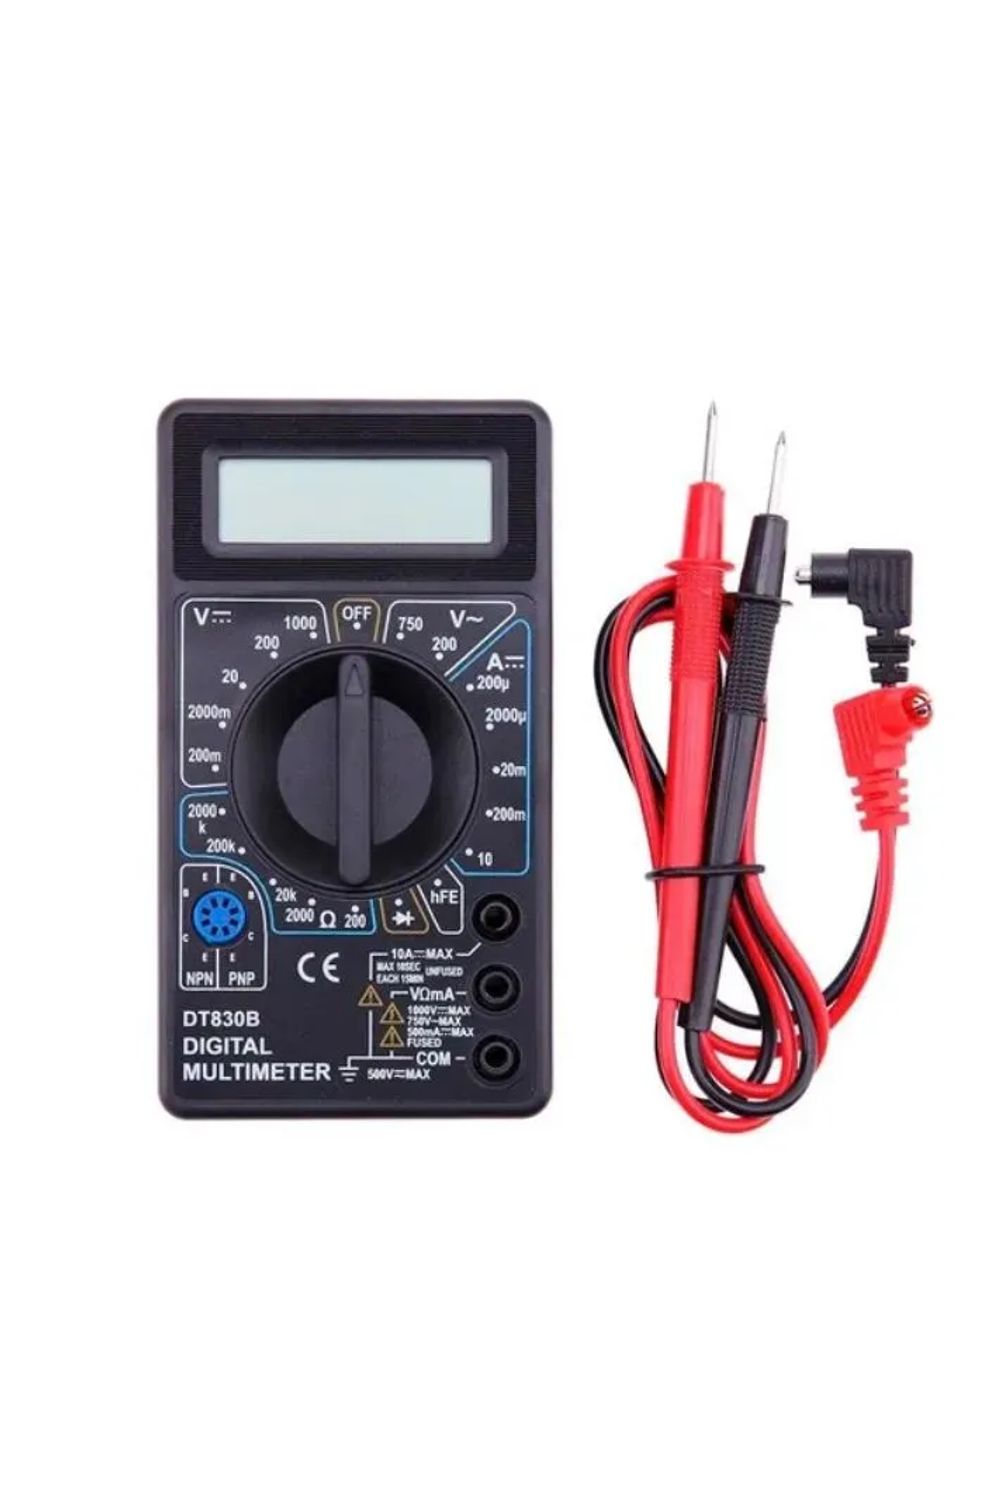 V⎓
1000
OFF
750
V~
200
200
A⎓
20
200µ
2000m
2000µ
200m
20m
2000
k
200m
200k
10
20k
2000
Ω
200
hFE
E E
B B
C C
E E
NPN PNP
CE
10A⎓MAX
MAX 10SEC
EACH 15MIN
UNFUSED
VΩmA
1000V⎓MAX
750V~MAX
500mA⎓MAX
FUSED
COM
500V⎓MAX
DT830B
DIGITAL
MULTIMETER